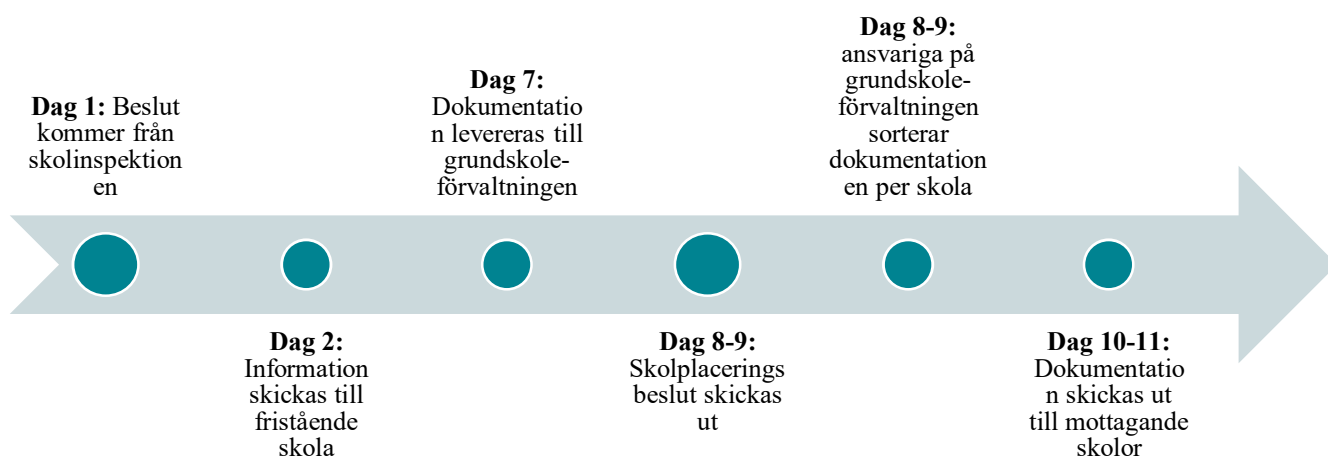 Dag 1: Beslut
kommer från
skolinspektion
en
Dag 2:
Information
skickas till
fristående
skola
Dag 7:
Dokumentatio
n levereras till
grundskole-
förvaltningen
Dag 8-9:
Skolplacerings
beslut skickas
ut
Dag 8-9:
ansvariga på
grundskole-
förvaltningen
sorterar
dokumentation
en per skola
Dag 10-11:
Dokumentatio
n skickas ut
till mottagande
skolor